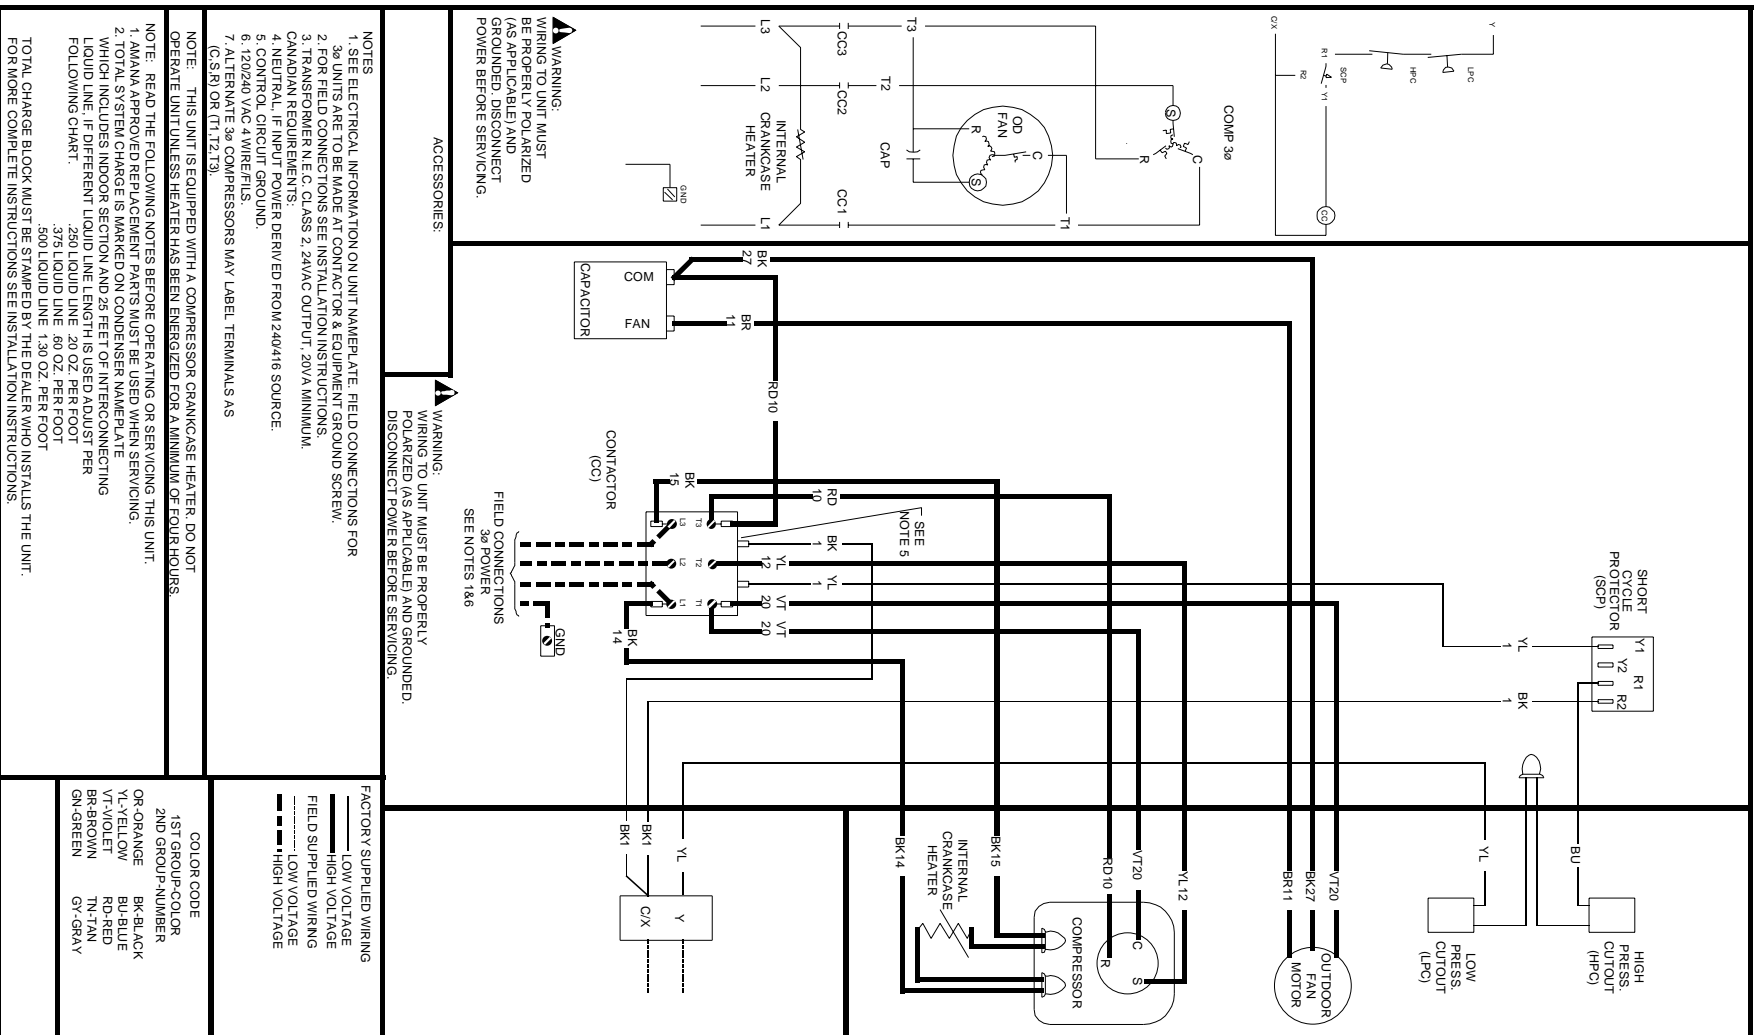 Y
C/X
R1
SCP
Y1
R2
HPC
LPC
CC
COMP 3ø
S
C
R
T3
T2
T1
OD
FAN
R
C
S
CAP
CC3
CC2
CC1
L3
L2
L1
INTERNAL
CRANKCASE
HEATER
GND
WARNING:
WIRING TO UNIT MUST
BE PROPERLY POLARIZED
(AS APPLICABLE) AND
GROUNDED. DISCONNECT
POWER BEFORE SERVICING.
ACCESSORIES:
SHORT
CYCLE
PROTECTOR
(SCP)
Y1
Y2
R1
R2
YL
1
BK
1
BU
YL
HIGH
PRESS.
CUTOUT
(HPC)
LOW
PRESS.
CUTOUT
(LPC)
BK
27
BR
11
COM
FAN
CAPACITOR
RD10
CONTACTOR
(CC)
BK
15
RD
10
SEE
NOTE 5
BK
1
YL
12
YL
1
VT
20
VT
20
BK
14
L3
T3
L2
T2
L1
T1
FIELD CONNECTIONS
3ø POWER
SEE NOTES 1&6
GND
WARNING:
WIRING TO UNIT MUST BE PROPERLY
POLARIZED (AS APPLICABLE) AND GROUNDED.
DISCONNECT POWER BEFORE SERVICING.
VT20
BK27
BR11
OUTDOOR
FAN
MOTOR
YL12
VT20
RD10
C
S
R
COMPRESSOR
BK15
INTERNAL
CRANKCASE
HEATER
BK14
YL
BK1
BK1
Y
C/X
NOTES
1. SEE ELECTRICAL INFORMATION ON UNIT NAMEPLATE. FIELD CONNECTIONS FOR
3ø UNITS ARE TO BE MADE AT CONTACTOR & EQUIPMENT GROUND SCREW.
2. FOR FIELD CONNECTIONS SEE INSTALLATION INSTRUCTIONS.
3. TRANSFORMER N.E.C. CLASS 2, 24VAC OUTPUT, 20VA MINIMUM.
CANADIAN REQUIREMENTS:
4. NEUTRAL, IF INPUT POWER DERIVED FROM 240/416 SOURCE.
5. CONTROL CIRCUIT GROUND.
6. 120/240 VAC 4 WIRE/FILS.
7. ALTERNATE 3ø COMPRESSORS MAY LABEL TERMINALS AS
(C,S,R) OR (T1,T2,T3).
NOTE: THIS UNIT IS EQUIPPED WITH A COMPRESSOR CRANKCASE HEATER. DO NOT
OPERATE UNIT UNLESS HEATER HAS BEEN ENERGIZED FOR A MINIMUM OF FOUR HOURS.
NOTE: READ THE FOLLOWING NOTES BEFORE OPERATING OR SERVICING THIS UNIT.
1. AMANA APPROVED REPLACEMENT PARTS MUST BE USED WHEN SERVICING.
2. TOTAL SYSTEM CHARGE IS MARKED ON CONDENSER NAMEPLATE
WHICH INCLUDES INDOOR SECTION AND 25 FEET OF INTERCONNECTING
LIQUID LINE, IF DIFFERENT LIQUID LINE LENGTH IS USED ADJUST PER
FOLLOWING CHART.
.250 LIQUID LINE .20 OZ. PER FOOT
.375 LIQUID LINE .60 OZ. PER FOOT
.500 LIQUID LINE 1.30 OZ. PER FOOT
TOTAL CHARGE BLOCK MUST BE STAMPED BY THE DEALER WHO INSTALLS THE UNIT.
FOR MORE COMPLETE INSTRUCTIONS SEE INSTALLATION INSTRUCTIONS.
FACTORY SUPPLIED WIRING
LOW VOLTAGE
HIGH VOLTAGE
FIELD SUPPLIED WIRING
LOW VOLTAGE
HIGH VOLTAGE
COLOR CODE
1ST GROUP-COLOR
2ND GROUP-NUMBER
OR-ORANGE BK-BLACK
YL-YELLOW BU-BLUE
VT-VIOLET RD-RED
BR-BROWN TN-TAN
GN-GREEN GY-GRAY